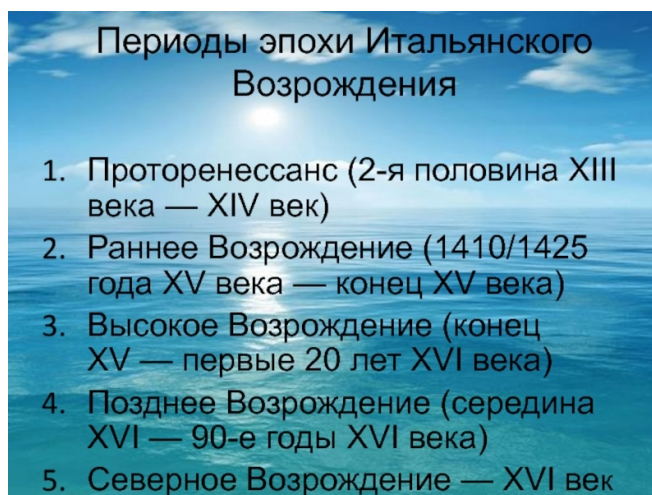 Периоды эпохи Итальянского
Возрождения
1. Проторенессанс (2-я половина XIII
века — XIV век)
2. Раннее Возрождение (1410/1425
года XV века — конец XV века)
3. Высокое Возрождение (конец
XV — первые 20 лет XVI века)
4. Позднее Возрождение (середина
XVI — 90-е годы XVI века)
5. Северное Возрождение — XVI век